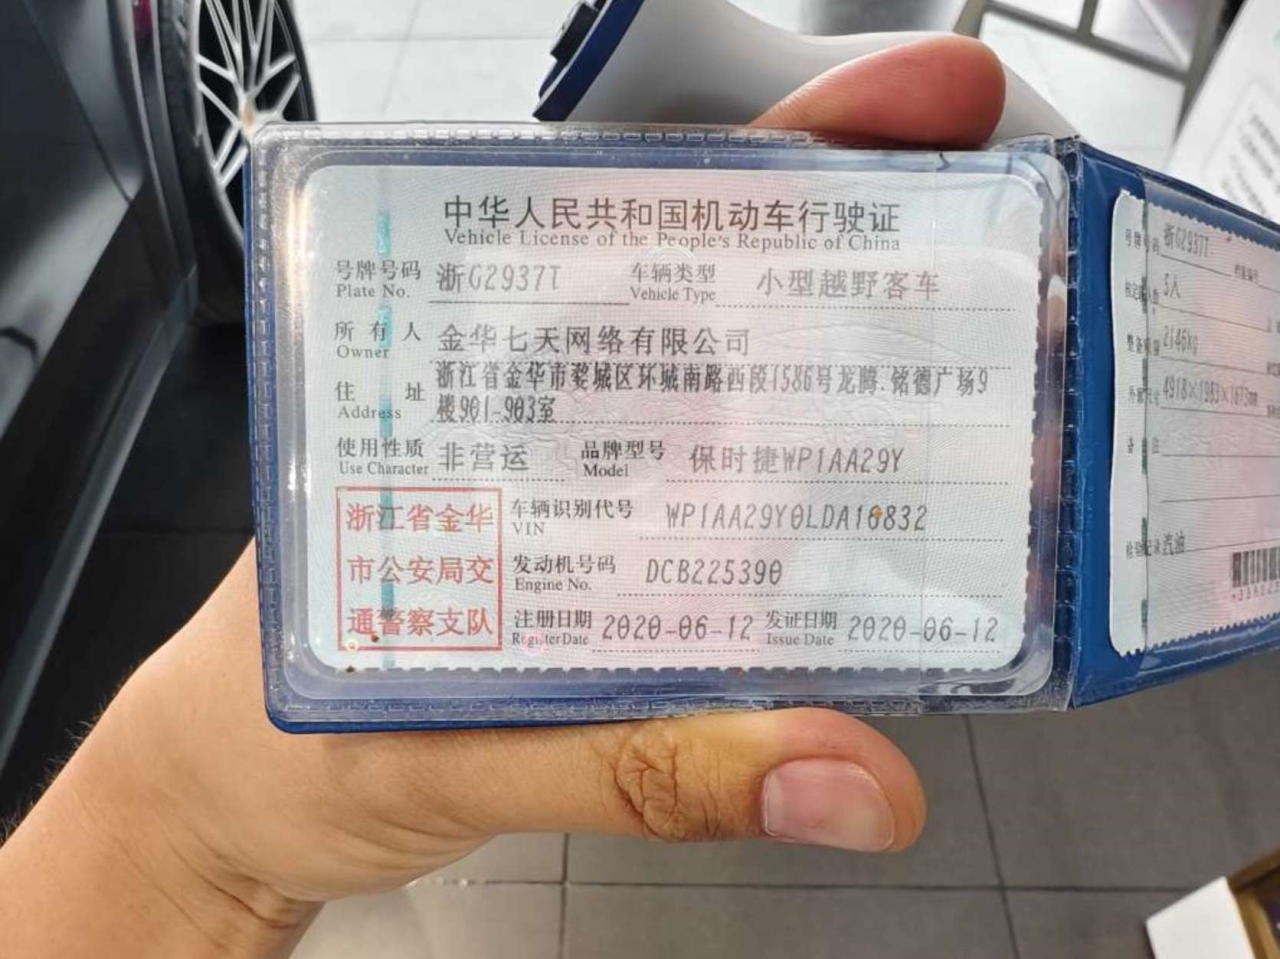 中华人民共和国机动车行驶证
Vehicle License of the People's Republic of China
号牌号码 浙G2937T 车辆类型 小型越野客车
Plate No. Vehicle Type
所有人 金华七天网络有限公司
Owner
住址 浙江省金华市婺城区环城南路西段1586号龙腾.铭德广场9
Address 楼901-903室
使用性质 非营运 品牌型号 保时捷WP1AA29Y
Use Character Model
浙江省金华 车辆识别代号 WP1AA29Y0LDA10832
VIN
市公安局交 发动机号码 DCB225390
Engine No.
通警察支队 注册日期 2020-06-12 发证日期 2020-06-12
Register Date Issue Date
号牌号码 浙G2937T
5人
2146kg
4918×1983×1673mm
汽油